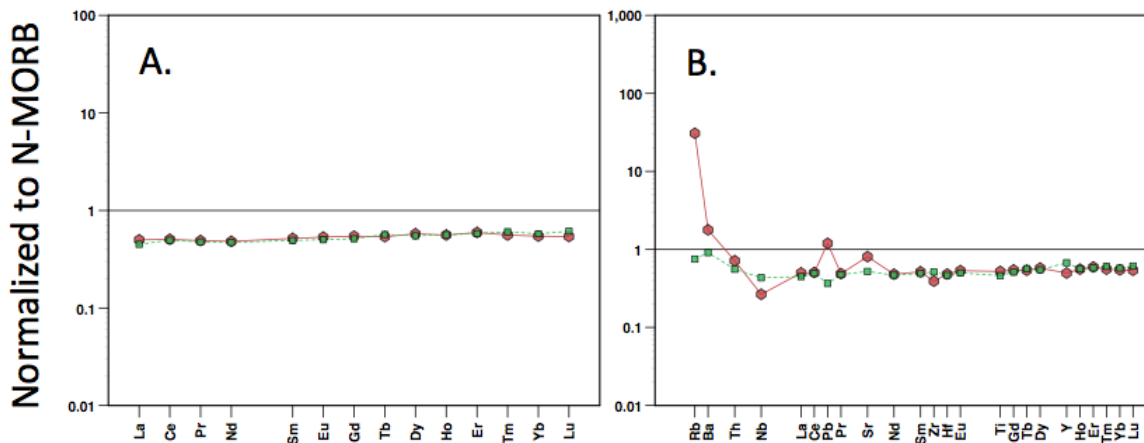 Normalized to N-MORB
A.
100
10
1
0.1
0.01
La Ce Pr Nd Sm Eu Gd Tb Dy Ho Er Tm Yb Lu
B.
1,000
100
10
1
0.1
0.01
Rb Ba Th Nb La Ce Pb Pr Sr Nd Sm Zr Hf Eu Ti Gd Tb Dy Y Ho Er Tm Yb Lu